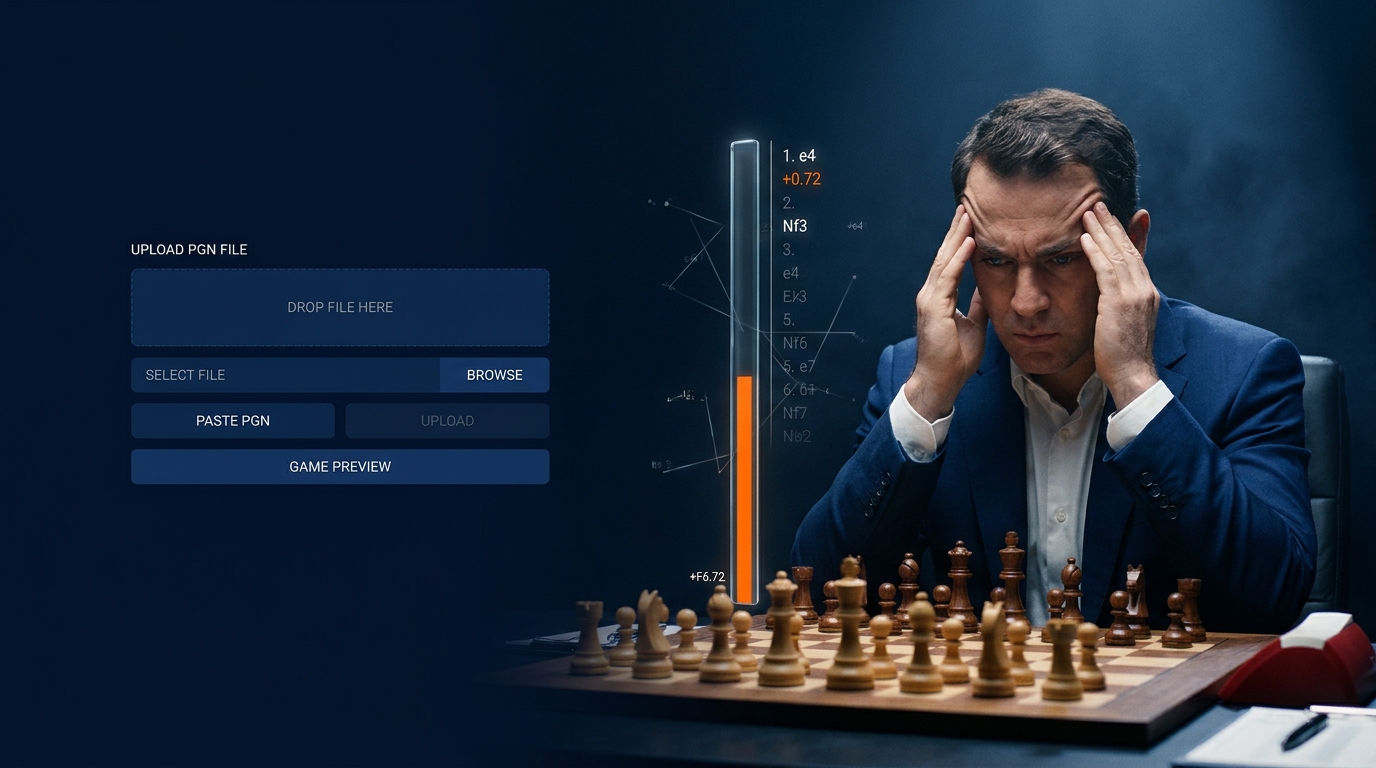 UPLOAD PGN FILE
DROP FILE HERE
SELECT FILE
BROWSE
PASTE PGN
UPLOAD
GAME PREVIEW
1. e4
+0.72
2.
Nf3
3.
e4
5.
Nf6
5. e7
Nf7
+F6.72